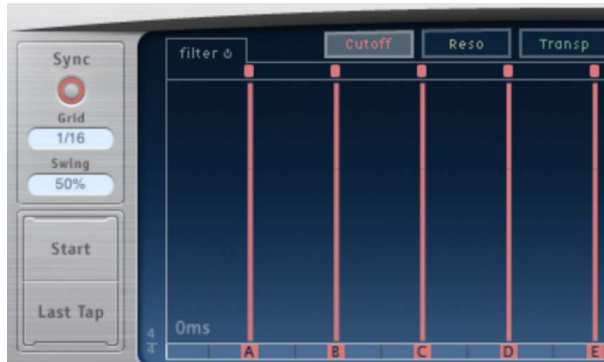 Sync
Grid
1/16
Swing
50%
Start
Last Tap
filter
Cutoff
Reso
Transp
0ms
4
4
A
B
C
D
E